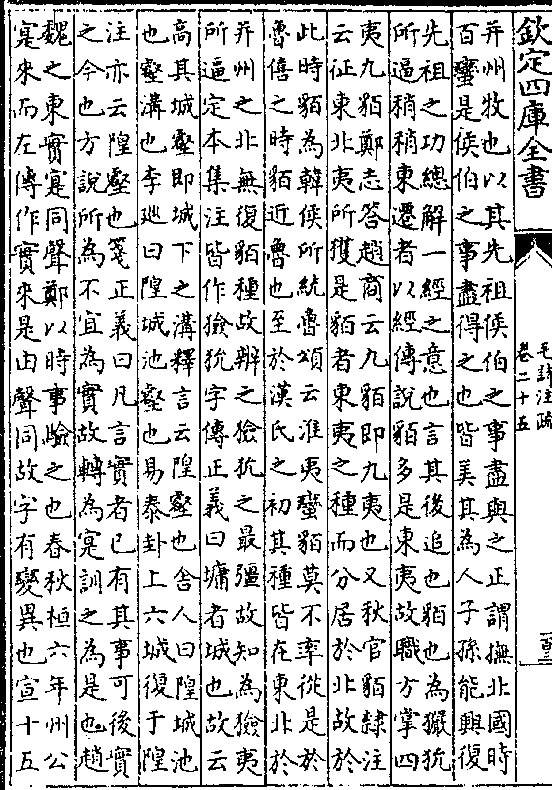 欽定四庫全書
毛詩注疏
卷二十五
并州牧也以其先祖侯伯之事盡與之正謂撫北國時
百蠻是侯伯之事盡得之也皆美其為人子孫能興復
先祖之功總解一經之意也言其後追也貊也為玁狁
所逼稍稍東遷者以經傳說貊多是東夷故職方掌四
夷九貊鄭志答趙商云九貊即九夷也又秋官貊隸注
云征東北夷所獲是貊者東夷之種而分居於北故於
此時貊為韓侯所統魯頌云淮夷蠻貊莫不率從是於
魯僖之時貊近魯也至於漢氏之初其種皆在東北於
并州之北無復貊種故辨之獫狁之最彊故知為獫夷
所逼定本集注皆作獫狁字傳正義曰墉者城也故云
高其城壑即城下之溝釋言云隍壑也舍人曰隍城池
也壑溝也李廵曰隍城池壑也易泰卦上六城復于隍
注亦云隍壑也箋正義曰凡言實者已有其事可後實
之今也方說所為不宜為實故轉為寔訓之為是也趙
魏之東實寔同聲鄭以時事驗之也春秋桓六年州公
寔來而左傳作實來是由聲同故字有變異也宣十五